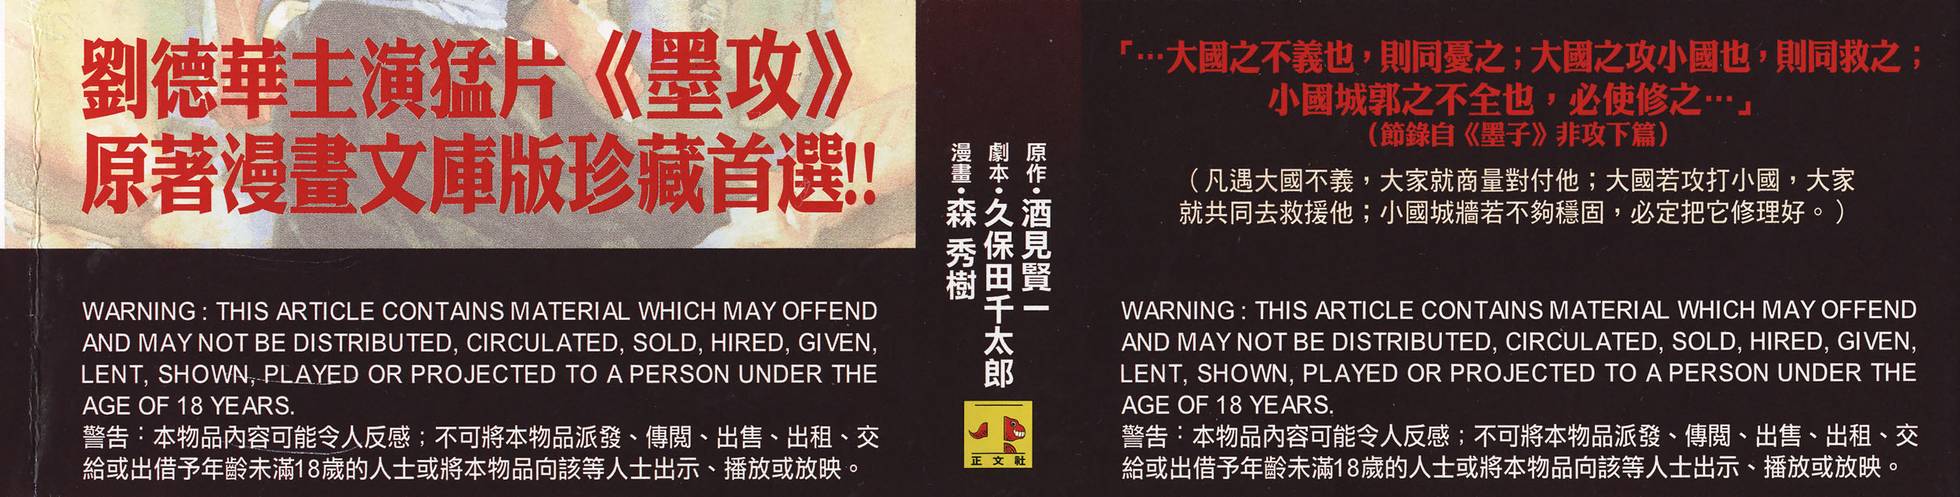 劉德華主演猛片《墨攻》
原著漫畫文庫版珍藏首選!!
WARNING : THIS ARTICLE CONTAINS MATERIAL WHICH MAY OFFEND
AND MAY NOT BE DISTRIBUTED, CIRCULATED, SOLD, HIRED, GIVEN,
LENT, SHOWN, PLAYED OR PROJECTED TO A PERSON UNDER THE
AGE OF 18 YEARS.
警告：本物品內容可能令人反感；不可將本物品派發、傳閱、出售、出租、交
給或出借予年齡未滿18歲的人士或將本物品向該等人士出示、播放或放映。
原作·酒見賢一
劇本·久保田千太郎
漫畫·森 秀樹
正文社
「…大國之不義也，則同憂之；大國之攻小國也，則同救之；
小國城郭之不全也，必使修之…」
（節錄自《墨子》非攻下篇）
（凡遇大國不義，大家就商量對付他；大國若攻打小國，大家
就共同去救援他；小國城牆若不夠穩固，必定把它修理好。）
WARNING : THIS ARTICLE CONTAINS MATERIAL WHICH MAY OFFEND
AND MAY NOT BE DISTRIBUTED, CIRCULATED, SOLD, HIRED, GIVEN,
LENT, SHOWN, PLAYED OR PROJECTED TO A PERSON UNDER THE
AGE OF 18 YEARS.
警告：本物品內容可能令人反感；不可將本物品派發、傳閱、出售、出租、交
給或出借予年齡未滿18歲的人士或將本物品向該等人士出示、播放或放映。